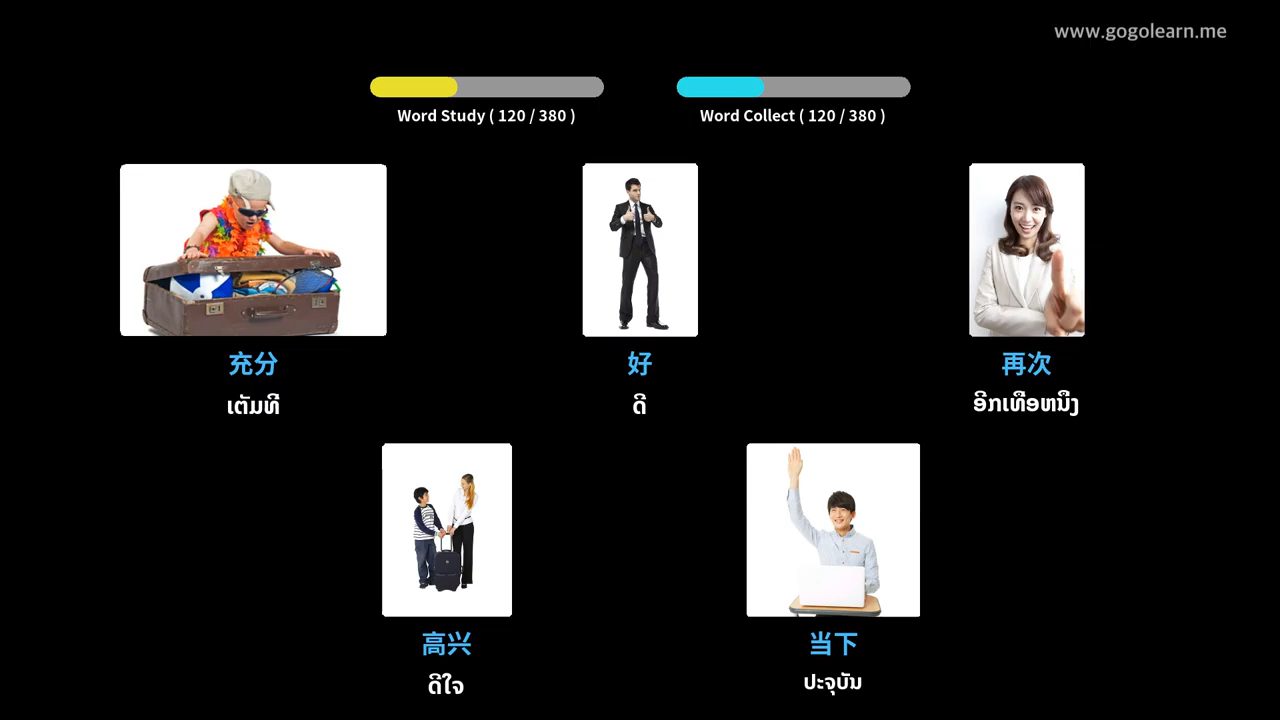 www.gogolearn.me
Word Study ( 120 / 380 )
Word Collect ( 120 / 380 )
充分
ເຕັມທີ
好
ດີ
再次
ອີກເທື່ອຫນຶ່ງ
高兴
ດີໃຈ
当下
ປະຈຸບັນ